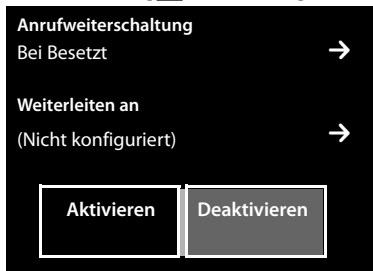 Anrufweiterschaltung
Bei Besetzt
Weiterleiten an
(Nicht konfiguriert)
Aktivieren Deaktivieren